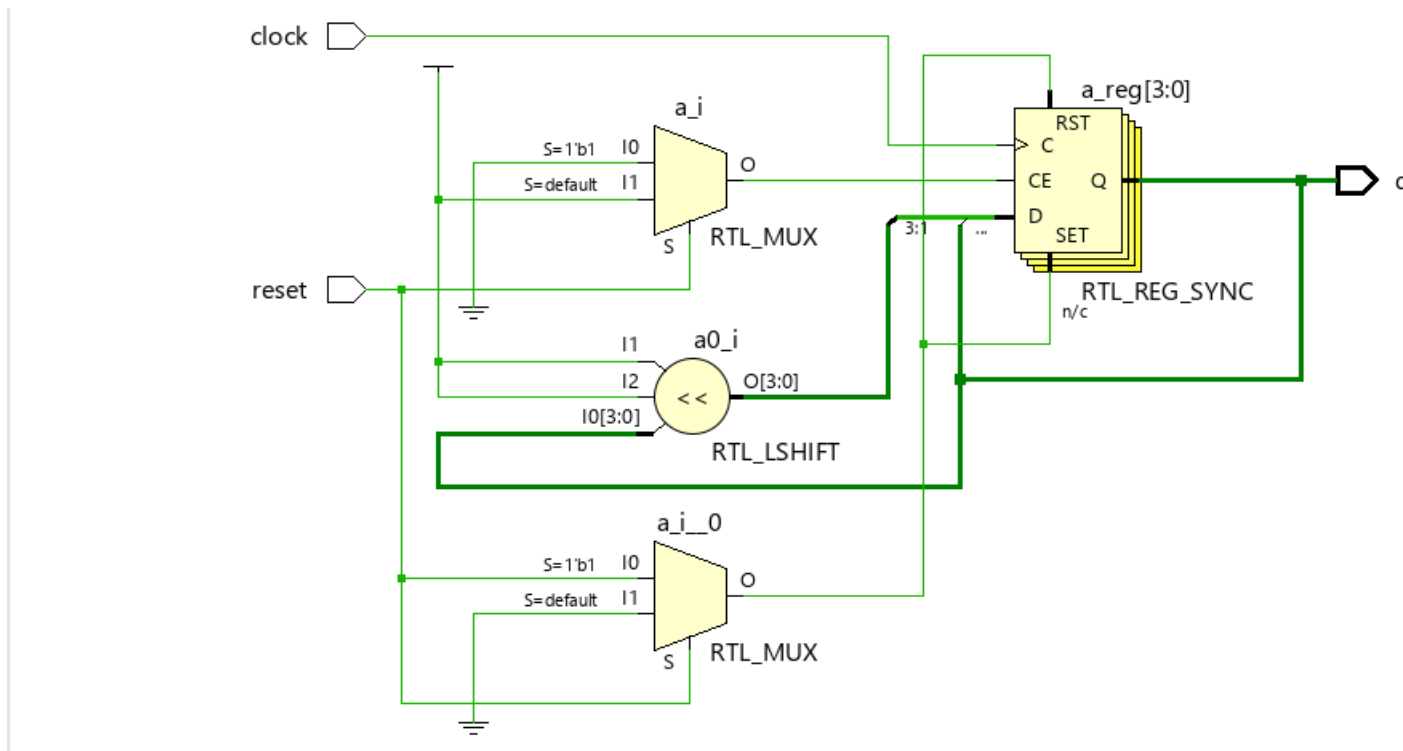 clock
a_reg[3:0]
a_i
RST
S=1'b1
I0
O
C
S=default
I1
CE
Q
D
3:1
...
S
RTL_MUX
SET
reset
RTL_REG_SYNC
n/c
I1
a0_i
I2
O[3:0]
<<
I0[3:0]
RTL_LSHIFT
a_i__0
S=1'b1
I0
O
S=default
I1
S
RTL_MUX